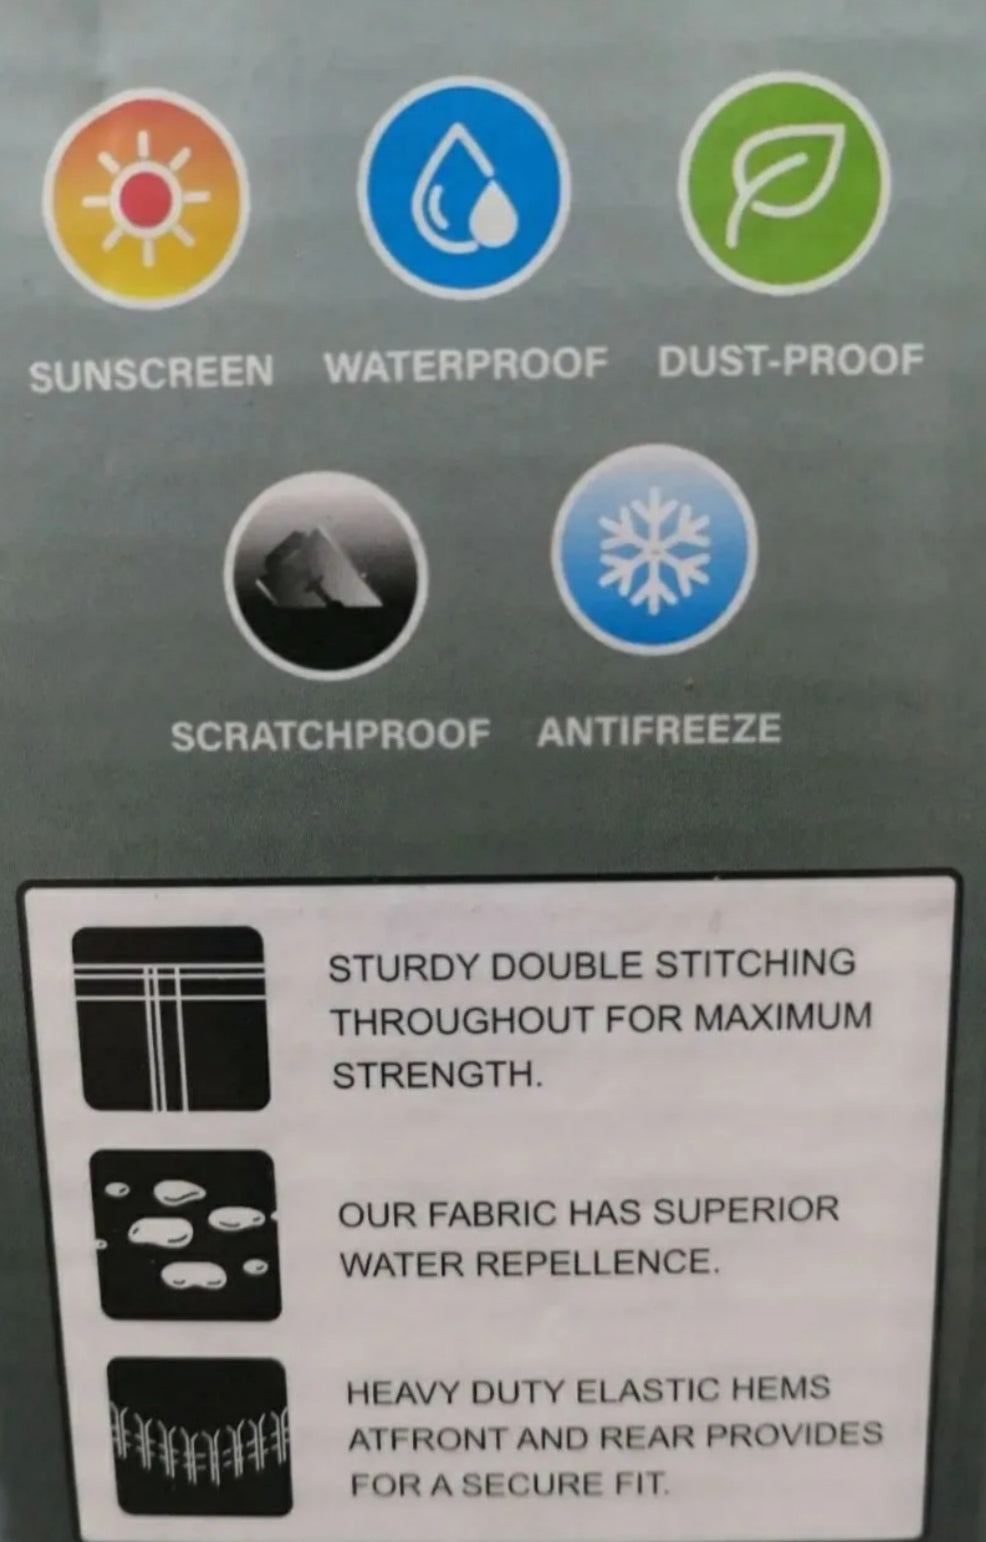 SUNSCREEN WATERPROOF DUST-PROOF
SCRATCHPROOF ANTIFREEZE
STURDY DOUBLE STITCHING
THROUGHOUT FOR MAXIMUM
STRENGTH.
OUR FABRIC HAS SUPERIOR
WATER REPELLENCE.
HEAVY DUTY ELASTIC HEMS
ATFRONT AND REAR PROVIDES
FOR A SECURE FIT.